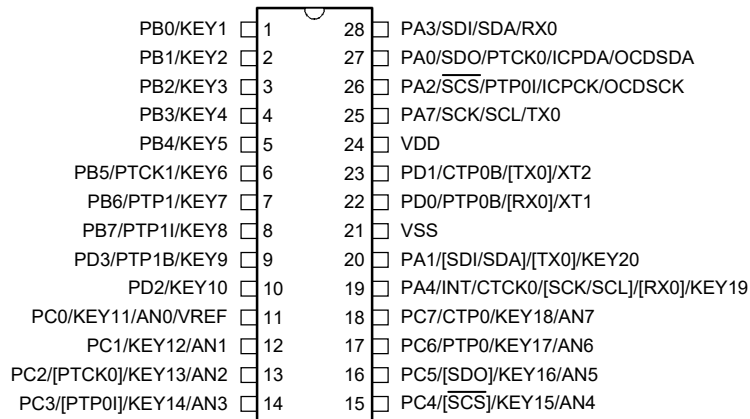 PB0/KEY1 1 28 PA3/SDI/SDA/RX0
PB1/KEY2 2 27 PA0/SDO/PTCK0/ICPDA/OCDSDA
PB2/KEY3 3 26 PA2/S̅C̅S̅/PTP0I/ICPCK/OCDSCK
PB3/KEY4 4 25 PA7/SCK/SCL/TX0
PB4/KEY5 5 24 VDD
PB5/PTCK1/KEY6 6 23 PD1/CTP0B/[TX0]/XT2
PB6/PTP1/KEY7 7 22 PD0/PTP0B/[RX0]/XT1
PB7/PTP1I/KEY8 8 21 VSS
PD3/PTP1B/KEY9 9 20 PA1/[SDI/SDA]/[TX0]/KEY20
PD2/KEY10 10 19 PA4/INT/CTCK0/[SCK/SCL]/[RX0]/KEY19
PC0/KEY11/AN0/VREF 11 18 PC7/CTP0/KEY18/AN7
PC1/KEY12/AN1 12 17 PC6/PTP0/KEY17/AN6
PC2/[PTCK0]/KEY13/AN2 13 16 PC5/[SDO]/KEY16/AN5
PC3/[PTP0I]/KEY14/AN3 14 15 PC4/[S̅C̅S̅]/KEY15/AN4